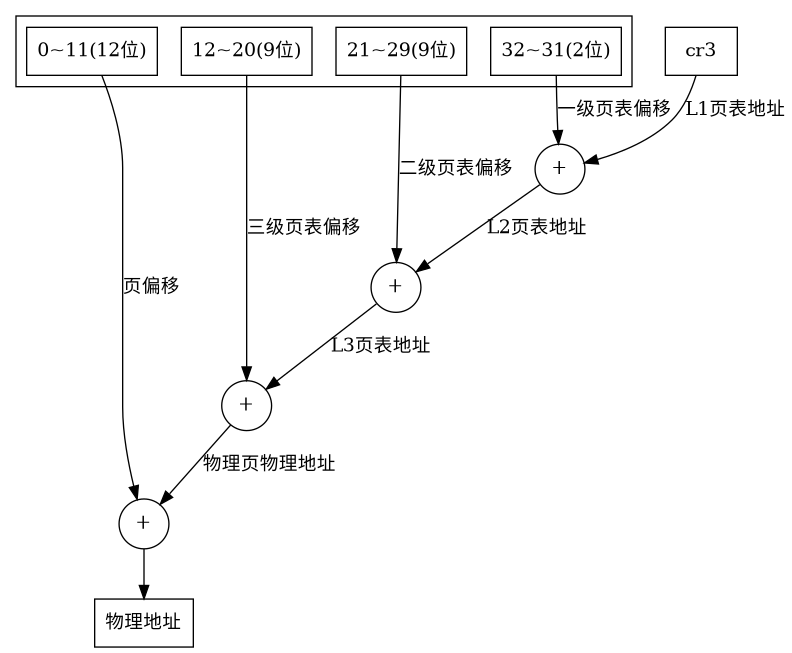 0~11(12位)
12~20(9位)
21~29(9位)
32~31(2位)
cr3
一级页表偏移
L1页表地址
+
二级页表偏移
L2页表地址
三级页表偏移
+
页偏移
L3页表地址
+
物理页物理地址
+
物理地址